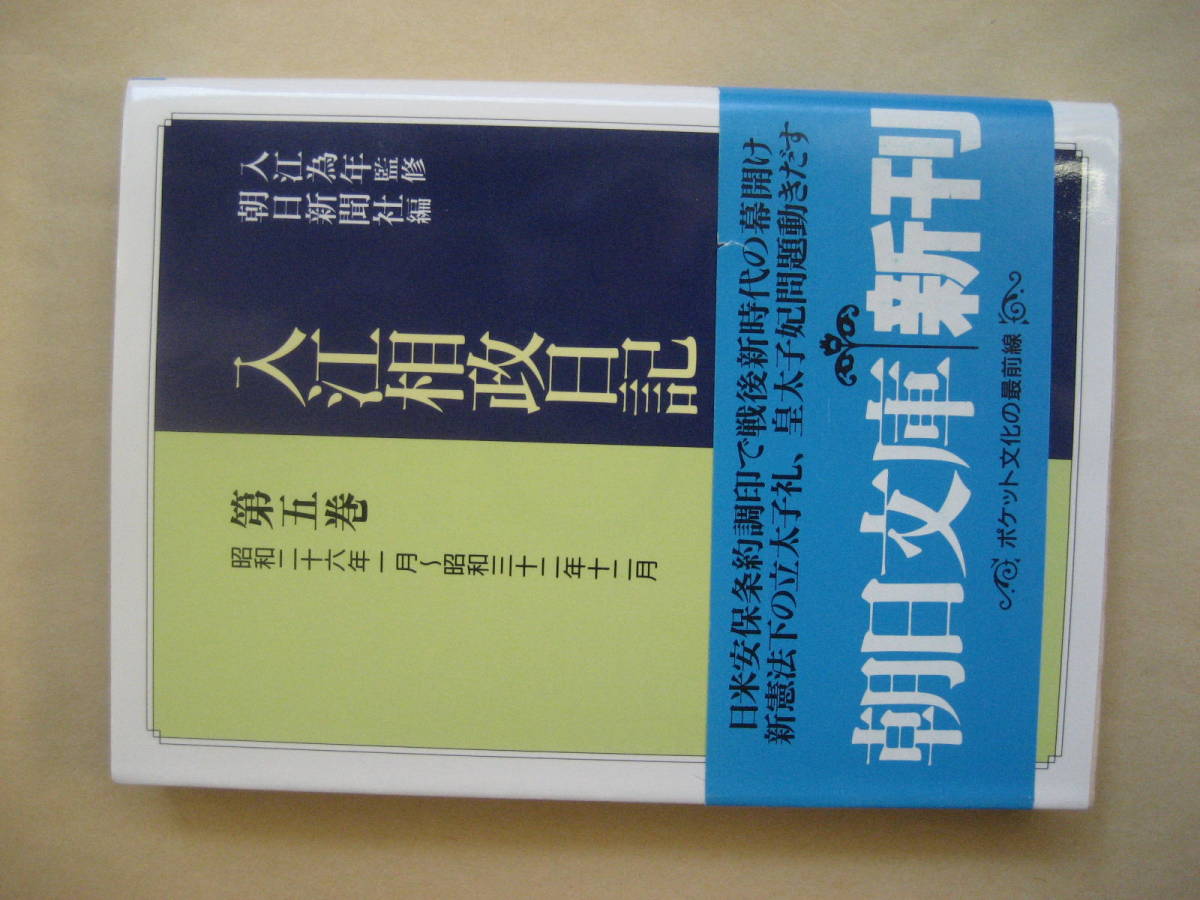 入江為年監修
朝日新聞社編
入江相政日記
第五巻
昭和二十六年一月〜昭和三十二年十二月
日米安保条約調印で戦後新時代の幕開け
新憲法下の立太子礼、皇太子妃問題動きだす
朝日文庫 新刊
ポケット文化の最前線